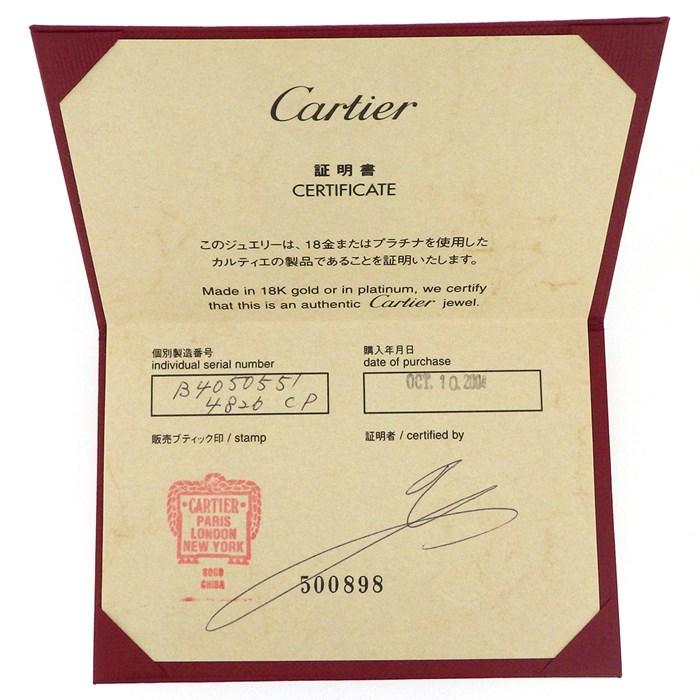 Cartier
証明書
CERTIFICATE
このジュエリーは、18金またはプラチナを使用した
カルティエの製品であることを証明いたします。
Made in 18K gold or in platinum, we certify
that this is an authentic Cartier jewel.
個別製造番号
individual serial number
B4050551
4826 CP
購入年月日
date of purchase
OCT. 10.2004
販売ブティック印 / stamp
証明者 / certified by
CARTIER
PARIS
LONDON
NEW YORK
SOGO
CHIBA
500898